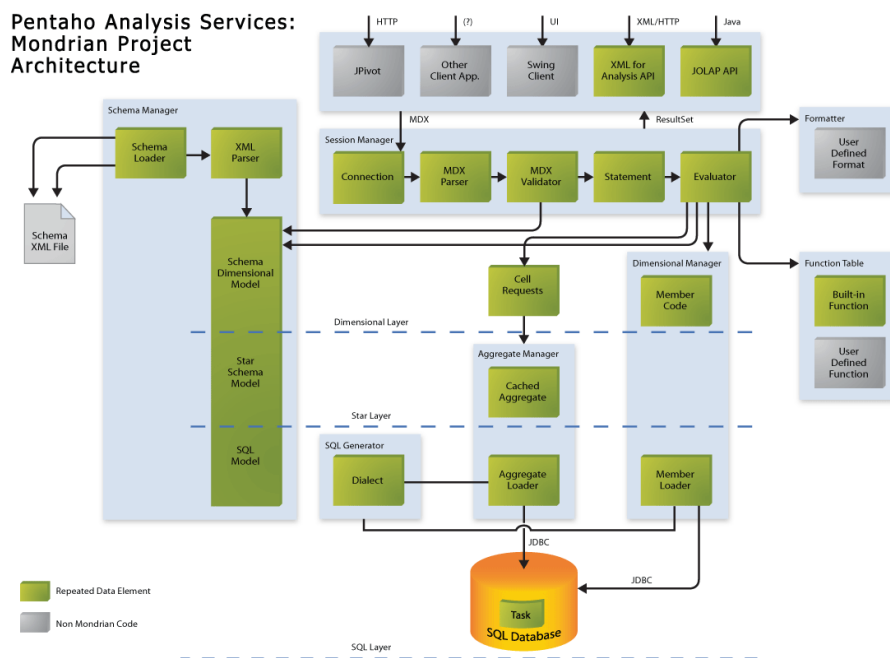 Pentaho Analysis Services:
Mondrian Project
Architecture
HTTP
(?)
UI
XML/HTTP
Java
JPivot
Other
Client App.
Swing
Client
XML for
Analysis API
JOLAP API
MDX
ResultSet
Schema Manager
Schema
Loader
XML
Parser
Schema
XML File
Schema
Dimensional
Model
Star
Schema
Model
SQL
Model
Session Manager
Connection
MDX
Parser
MDX
Validator
Statement
Evaluator
Formatter
User
Defined
Format
Cell
Requests
Dimensional Manager
Member
Code
Function Table
Built-in
Function
User
Defined
Function
Dimensional Layer
Aggregate Manager
Cached
Aggregate
Star Layer
SQL Generator
Dialect
Aggregate
Loader
Member
Loader
JDBC
JDBC
Task
SQL Database
Repeated Data Element
Non Mondrian Code
SQL Layer